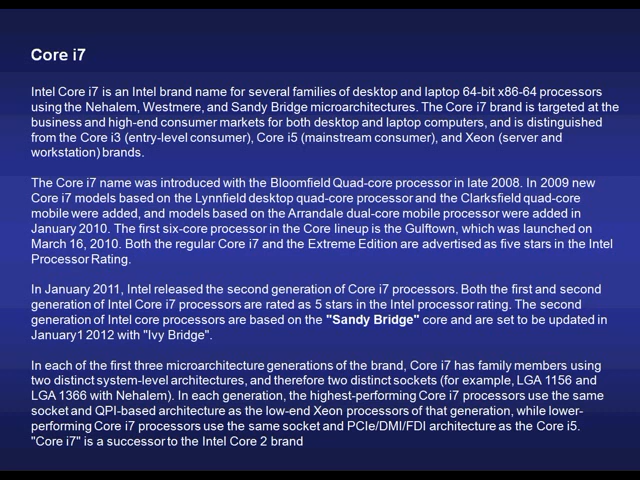 Core i7
Intel Core i7 is an Intel brand name for several families of desktop and laptop 64-bit x86-64 processors
using the Nehalem, Westmere, and Sandy Bridge microarchitectures. The Core i7 brand is targeted at the
business and high-end consumer markets for both desktop and laptop computers, and is distinguished
from the Core i3 (entry-level consumer), Core i5 (mainstream consumer), and Xeon (server and
workstation) brands.
The Core i7 name was introduced with the Bloomfield Quad-core processor in late 2008. In 2009 new
Core i7 models based on the Lynnfield desktop quad-core processor and the Clarksfield quad-core
mobile were added, and models based on the Arrandale dual-core mobile processor were added in
January 2010. The first six-core processor in the Core lineup is the Gulftown, which was launched on
March 16, 2010. Both the regular Core i7 and the Extreme Edition are advertised as five stars in the Intel
Processor Rating.
In January 2011, Intel released the second generation of Core i7 processors. Both the first and second
generation of Intel Core i7 processors are rated as 5 stars in the Intel processor rating. The second
generation of Intel core processors are based on the "Sandy Bridge" core and are set to be updated in
January1 2012 with "Ivy Bridge".
In each of the first three microarchitecture generations of the brand, Core i7 has family members using
two distinct system-level architectures, and therefore two distinct sockets (for example, LGA 1156 and
LGA 1366 with Nehalem). In each generation, the highest-performing Core i7 processors use the same
socket and QPI-based architecture as the low-end Xeon processors of that generation, while lower-
performing Core i7 processors use the same socket and PCIe/DMI/FDI architecture as the Core i5.
"Core i7" is a successor to the Intel Core 2 brand